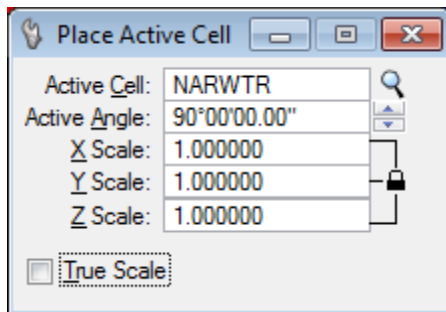 Place Active Cell
Active Cell: NARWTR
Active Angle: 90°00'00.00"
X Scale: 1.000000
Y Scale: 1.000000
Z Scale: 1.000000
True Scale